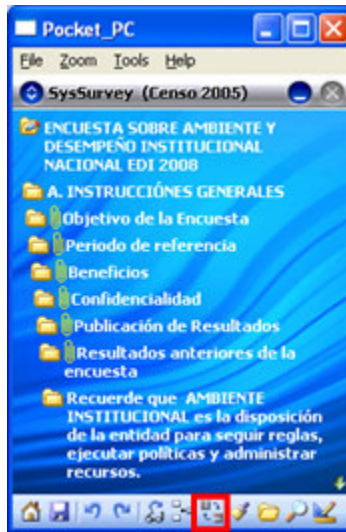 Pocket_PC
File Zoom Tools Help
SysSurvey (Censo 2005)
ENCUESTA SOBRE AMBIENTE Y
DESEMPEÑO INSTITUCIONAL
NACIONAL EDI 2008
A. INSTRUCCIÓNES GENERALES
Objetivo de la Encuesta
Periodo de referencia
Beneficios
Confidencialidad
Publicación de Resultados
Resultados anteriores de la
encuesta
Recuerde que AMBIENTE
INSTITUCIONAL es la disposición
de la entidad para seguir reglas,
ejecutar políticas y administrar
recursos.